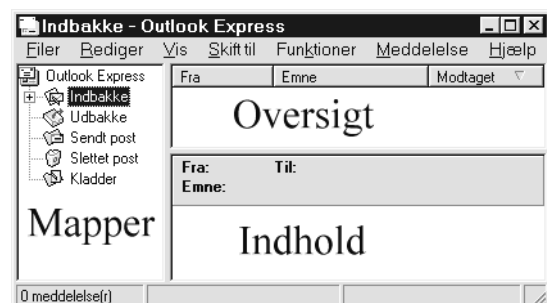 Indbakke - Outlook Express
Filer Rediger Vis Skift til Funktioner Meddelelse Hjælp
Outlook Express
Indbakke
Udbakke
Sendt post
Slettet post
Kladder
Mapper
Fra Emne Modtaget
Oversigt
Fra: Til:
Emne:
Indhold
0 meddelelse(r)